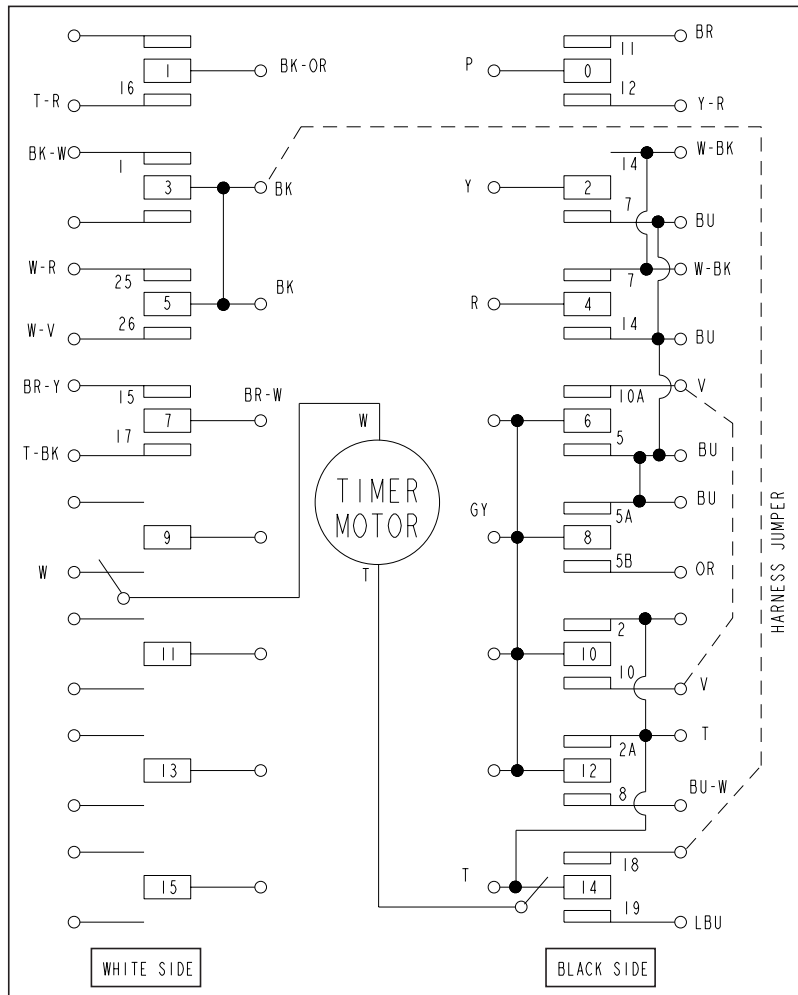 BR
11
1
BK-OR
P
0
16
12
T-R
Y-R
BK-W
W-BK
1
14
3
BK
Y
2
7
BU
W-R
W-BK
25
7
BK
5
R
4
26
14
W-V
BU
BR-Y
V
15
BR-W
10A
7
W
6
17
5
T-BK
BU
TIMER
MOTOR
BU
GY
5A
9
8
W
T
5B
OR
HARNESS JUMPER
2
11
10
10
V
T
2A
13
12
8
BU-W
18
T
15
14
19
LBU
WHITE SIDE
BLACK SIDE